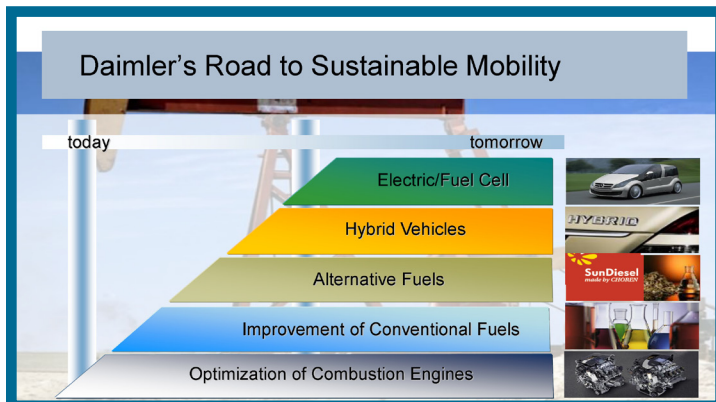 Daimler's Road to Sustainable Mobility
today
tomorrow
Electric/Fuel Cell
Hybrid Vehicles
HYBRID
Alternative Fuels
SunDiesel
made by CHOREN
Improvement of Conventional Fuels
Optimization of Combustion Engines